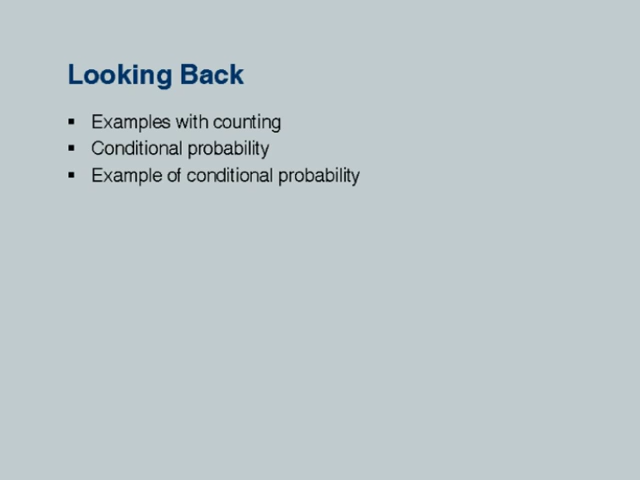 Looking Back
▪ Examples with counting
▪ Conditional probability
▪ Example of conditional probability